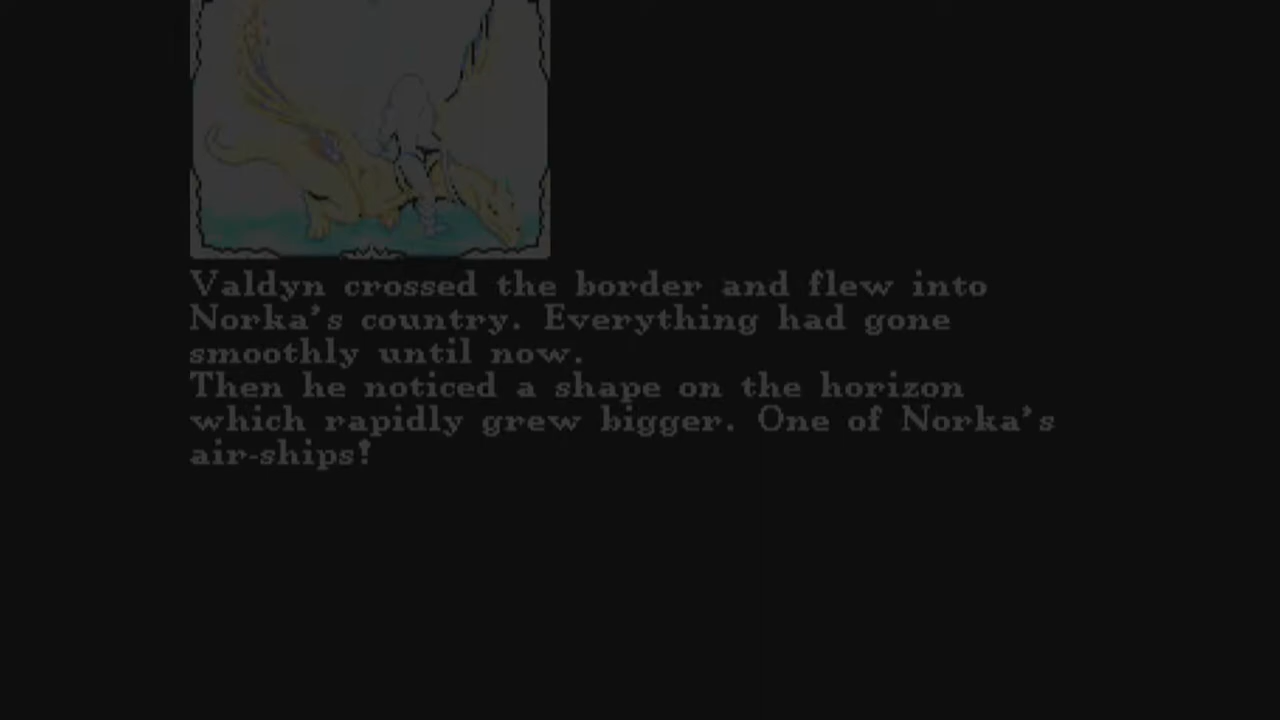 Valdyn crossed the border and flew into
Norka's country. Everything had gone
smoothly until now.
Then he noticed a shape on the horizon
which rapidly grew bigger. One of Norka's
air-ships!